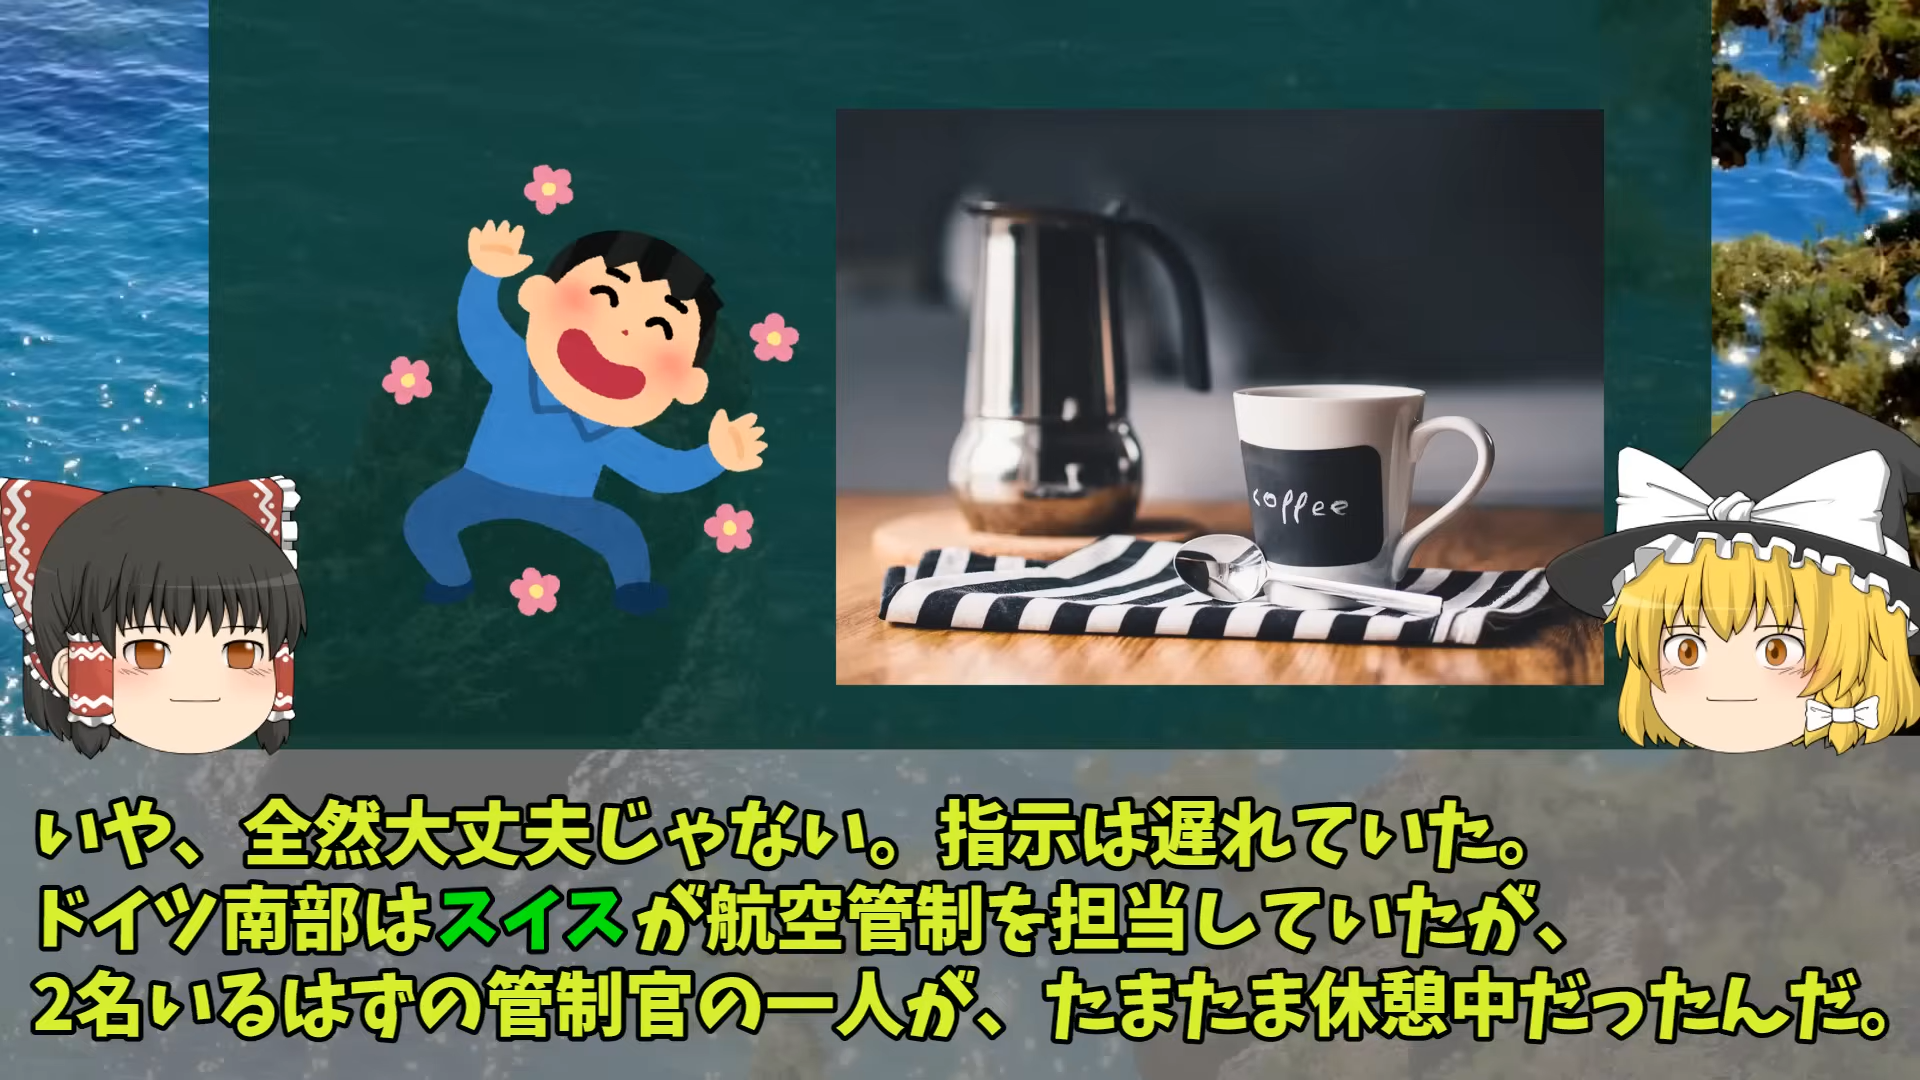 coffee
いや、全然大丈夫じゃない。指示は遅れていた。
ドイツ南部はスイスが航空管制を担当していたが、
2名いるはずの管制官の一人が、たまたま休憩中だったんだ。